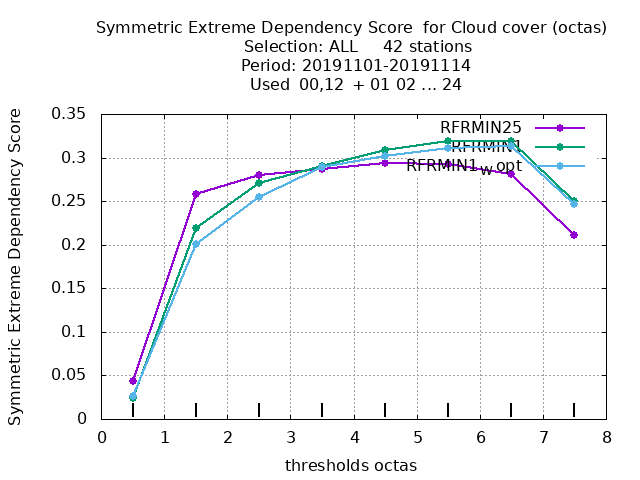 Symmetric Extreme Dependency Score  for Cloud cover (octas)
Selection: ALL     42 stations
Period: 20191101-20191114
Used  00,12  + 01 02 ... 24
Symmetric Extreme Dependency Score
0.35
0.3
0.25
0.2
0.15
0.1
0.05
0
RFRMIN25
RFRMIN1
RFRMIN1wopt
0 1 2 3 4 5 6 7 8
thresholds octas